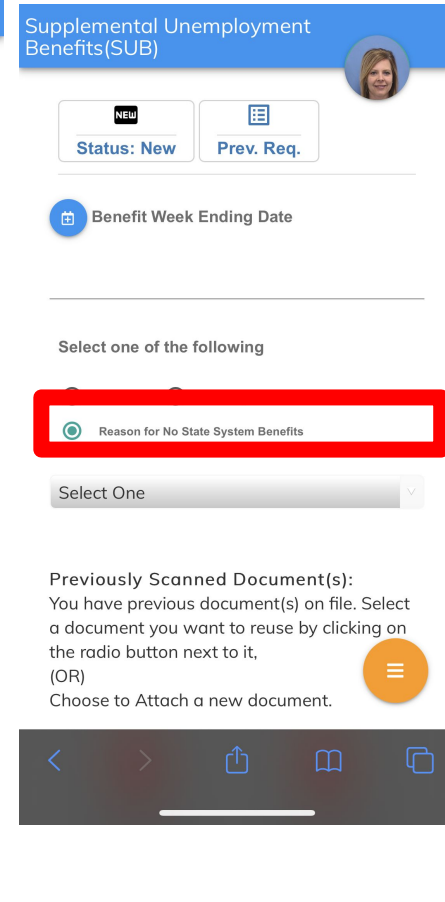 Supplemental Unemployment
Benefits(SUB)
NEW
Status: New
Prev. Req.
Benefit Week Ending Date
Select one of the following
Reason for No State System Benefits
Select One
Previously Scanned Document(s):
You have previous document(s) on file. Select
a document you want to reuse by clicking on
the radio button next to it,
(OR)
Choose to Attach a new document.